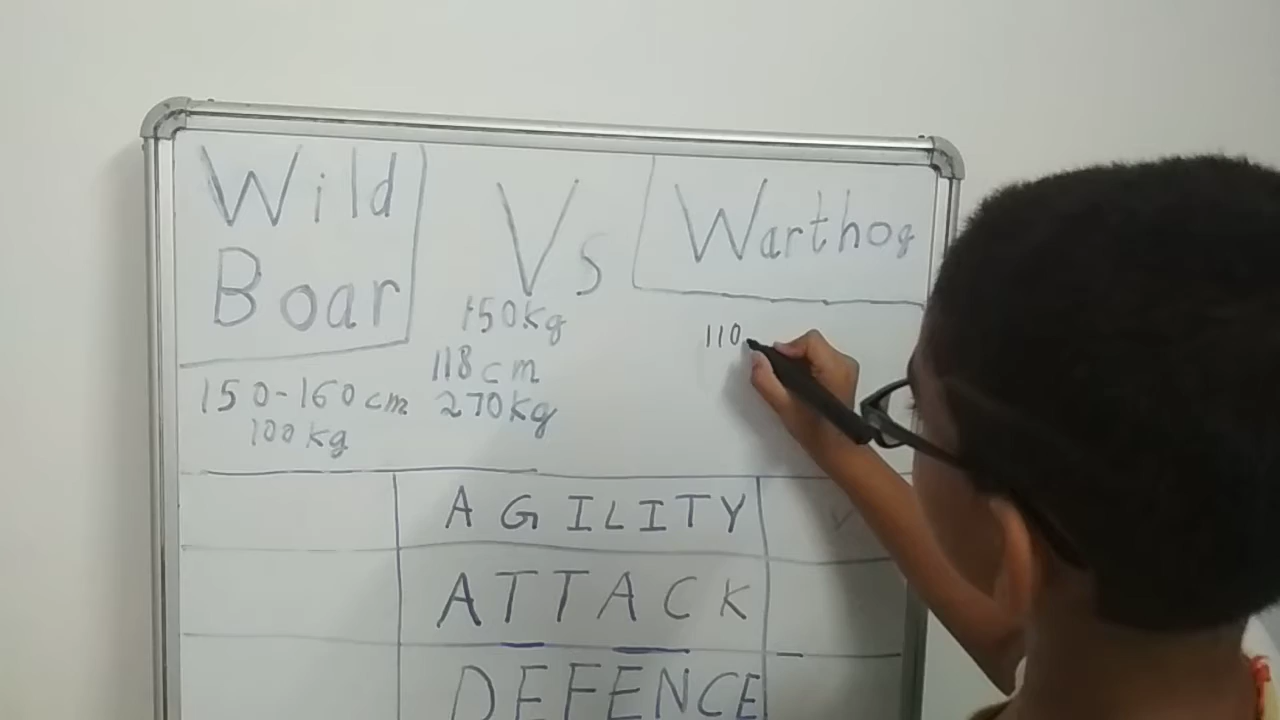 Wild
Boar
Vs
Warthog
150kg
118cm
270kg
150-160cm
100kg
110
AGILITY
ATTACK
DEFENCE